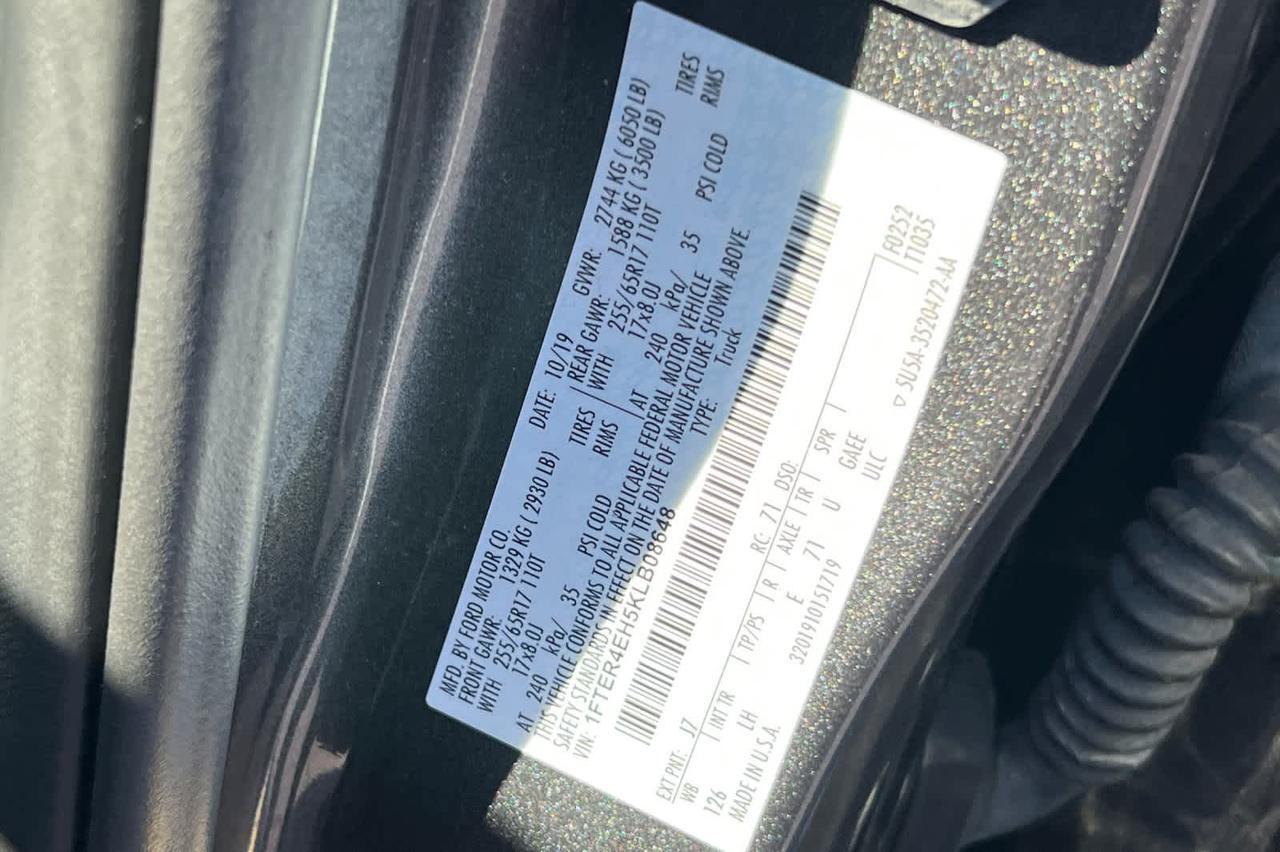 MFD. BY FORD MOTOR CO. DATE: 10/19 GVWR: 2744 KG ( 6050 LB)
FRONT GAWR: 1329 KG ( 2930 LB) REAR GAWR: 1588 KG ( 3500 LB)
WITH 255/65R17 110T TIRES WITH 255/65R17 110T TIRES
17x8.0J RIMS 17x8.0J RIMS
AT 240 kPa/ 35 PSI COLD AT 240 kPa/ 35 PSI COLD
THIS VEHICLE CONFORMS TO ALL APPLICABLE FEDERAL MOTOR VEHICLE
SAFETY STANDARDS IN EFFECT ON THE DATE OF MANUFACTURE SHOWN ABOVE.
VIN: 1FTER4EH5KLB08648 TYPE: Truck
EXT PNT: J7 RC: 71 DSO: F0252
WB INT TR TP/PS R AXLE TR SPR T1035
126 LH E 71 U GAEE
MADE IN U.S.A. 3201910151719 ULC
▽ SU5A-3520472-AA